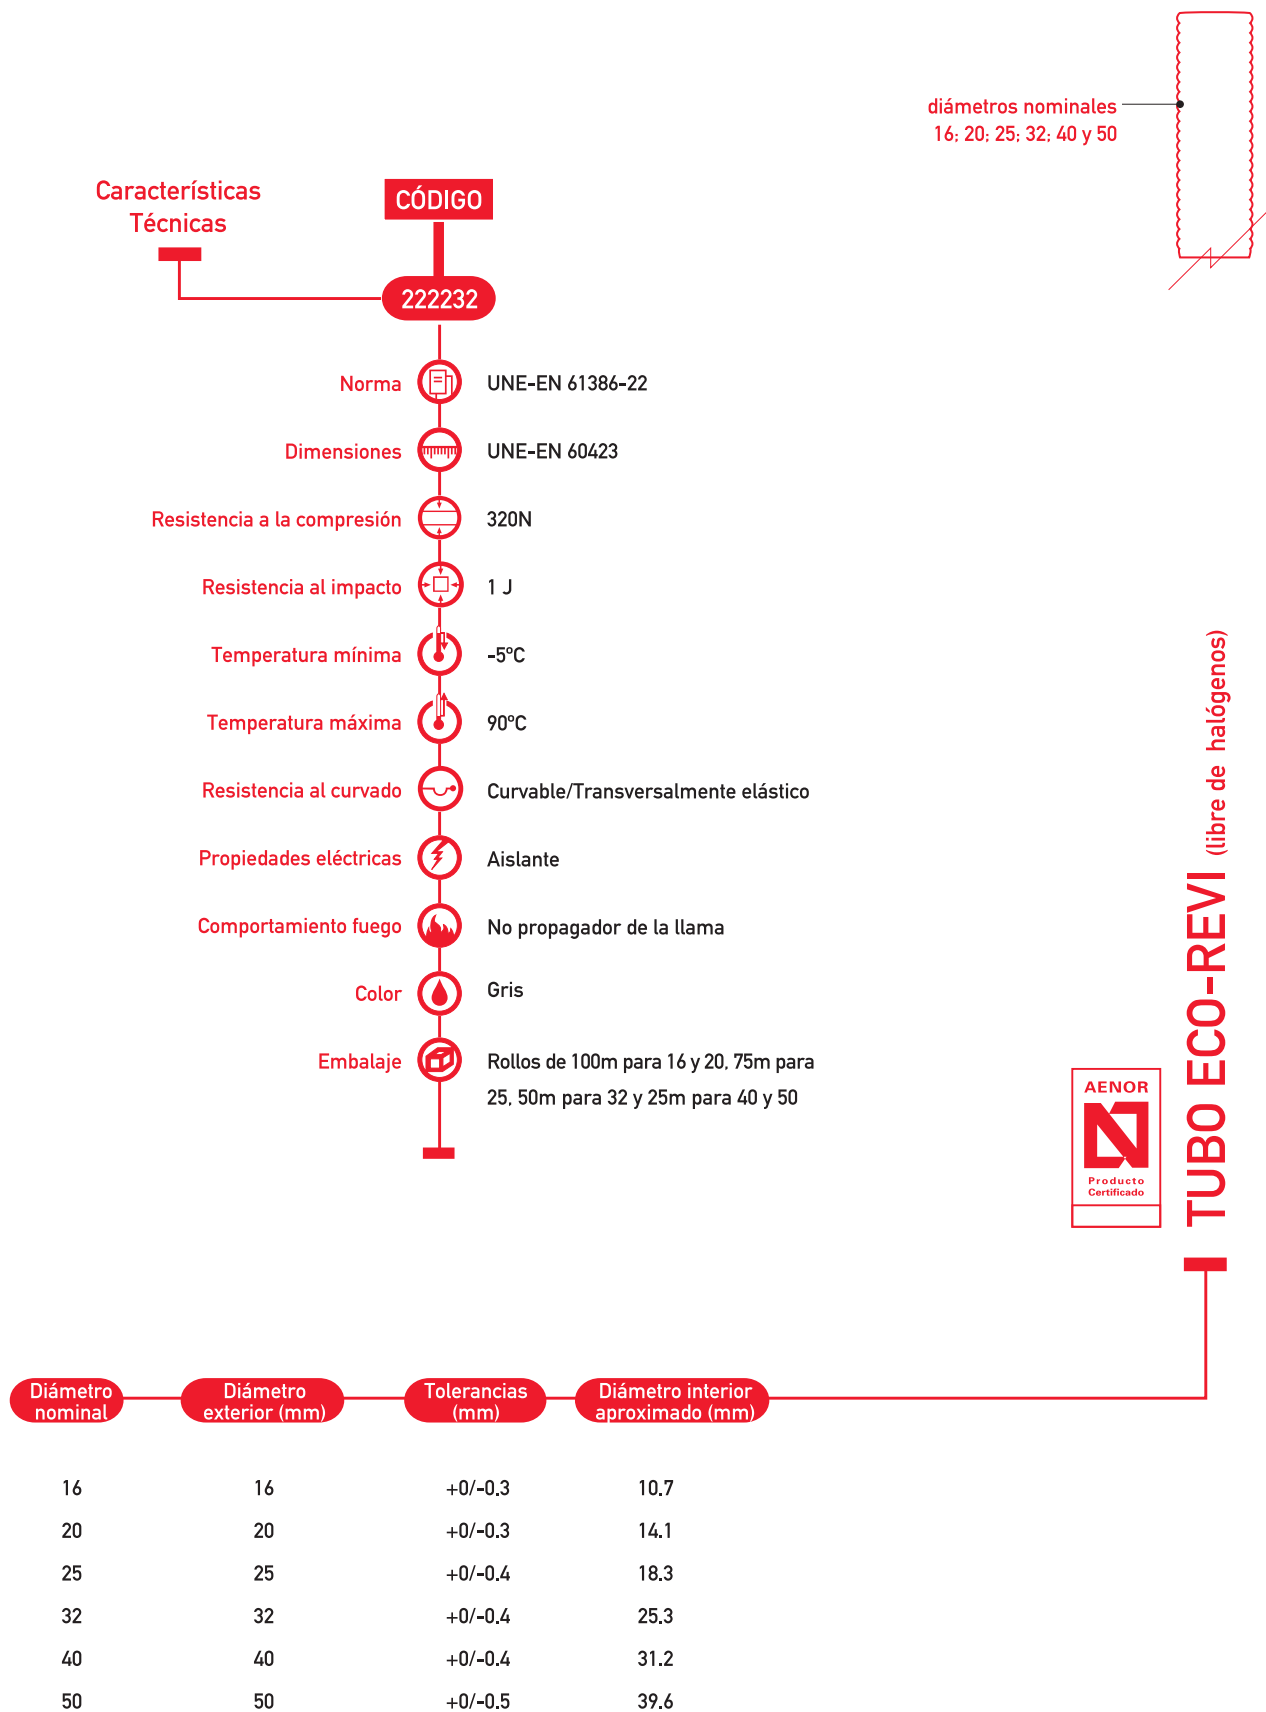 diámetros nominales
16; 20; 25; 32; 40 y 50
Características
Técnicas
CÓDIGO
222232
Norma
UNE-EN 61386-22
Dimensiones
UNE-EN 60423
Resistencia a la compresión
320N
Resistencia al impacto
1 J
Temperatura mínima
-5ºC
Temperatura máxima
90ºC
Resistencia al curvado
Curvable/Transversalmente elástico
Propiedades eléctricas
Aislante
Comportamiento fuego
No propagador de la llama
Color
Gris
Embalaje
Rollos de 100m para 16 y 20, 75m para
25, 50m para 32 y 25m para 40 y 50
TUBO ECO-REVI (libre de halógenos)
AENOR
Producto
Certificado
Diámetro
nominal
Diámetro
exterior (mm)
Tolerancias
(mm)
Diámetro interior
aproximado (mm)
16 16 +0/-0.3 10.7
20 20 +0/-0.3 14.1
25 25 +0/-0.4 18.3
32 32 +0/-0.4 25.3
40 40 +0/-0.4 31.2
50 50 +0/-0.5 39.6